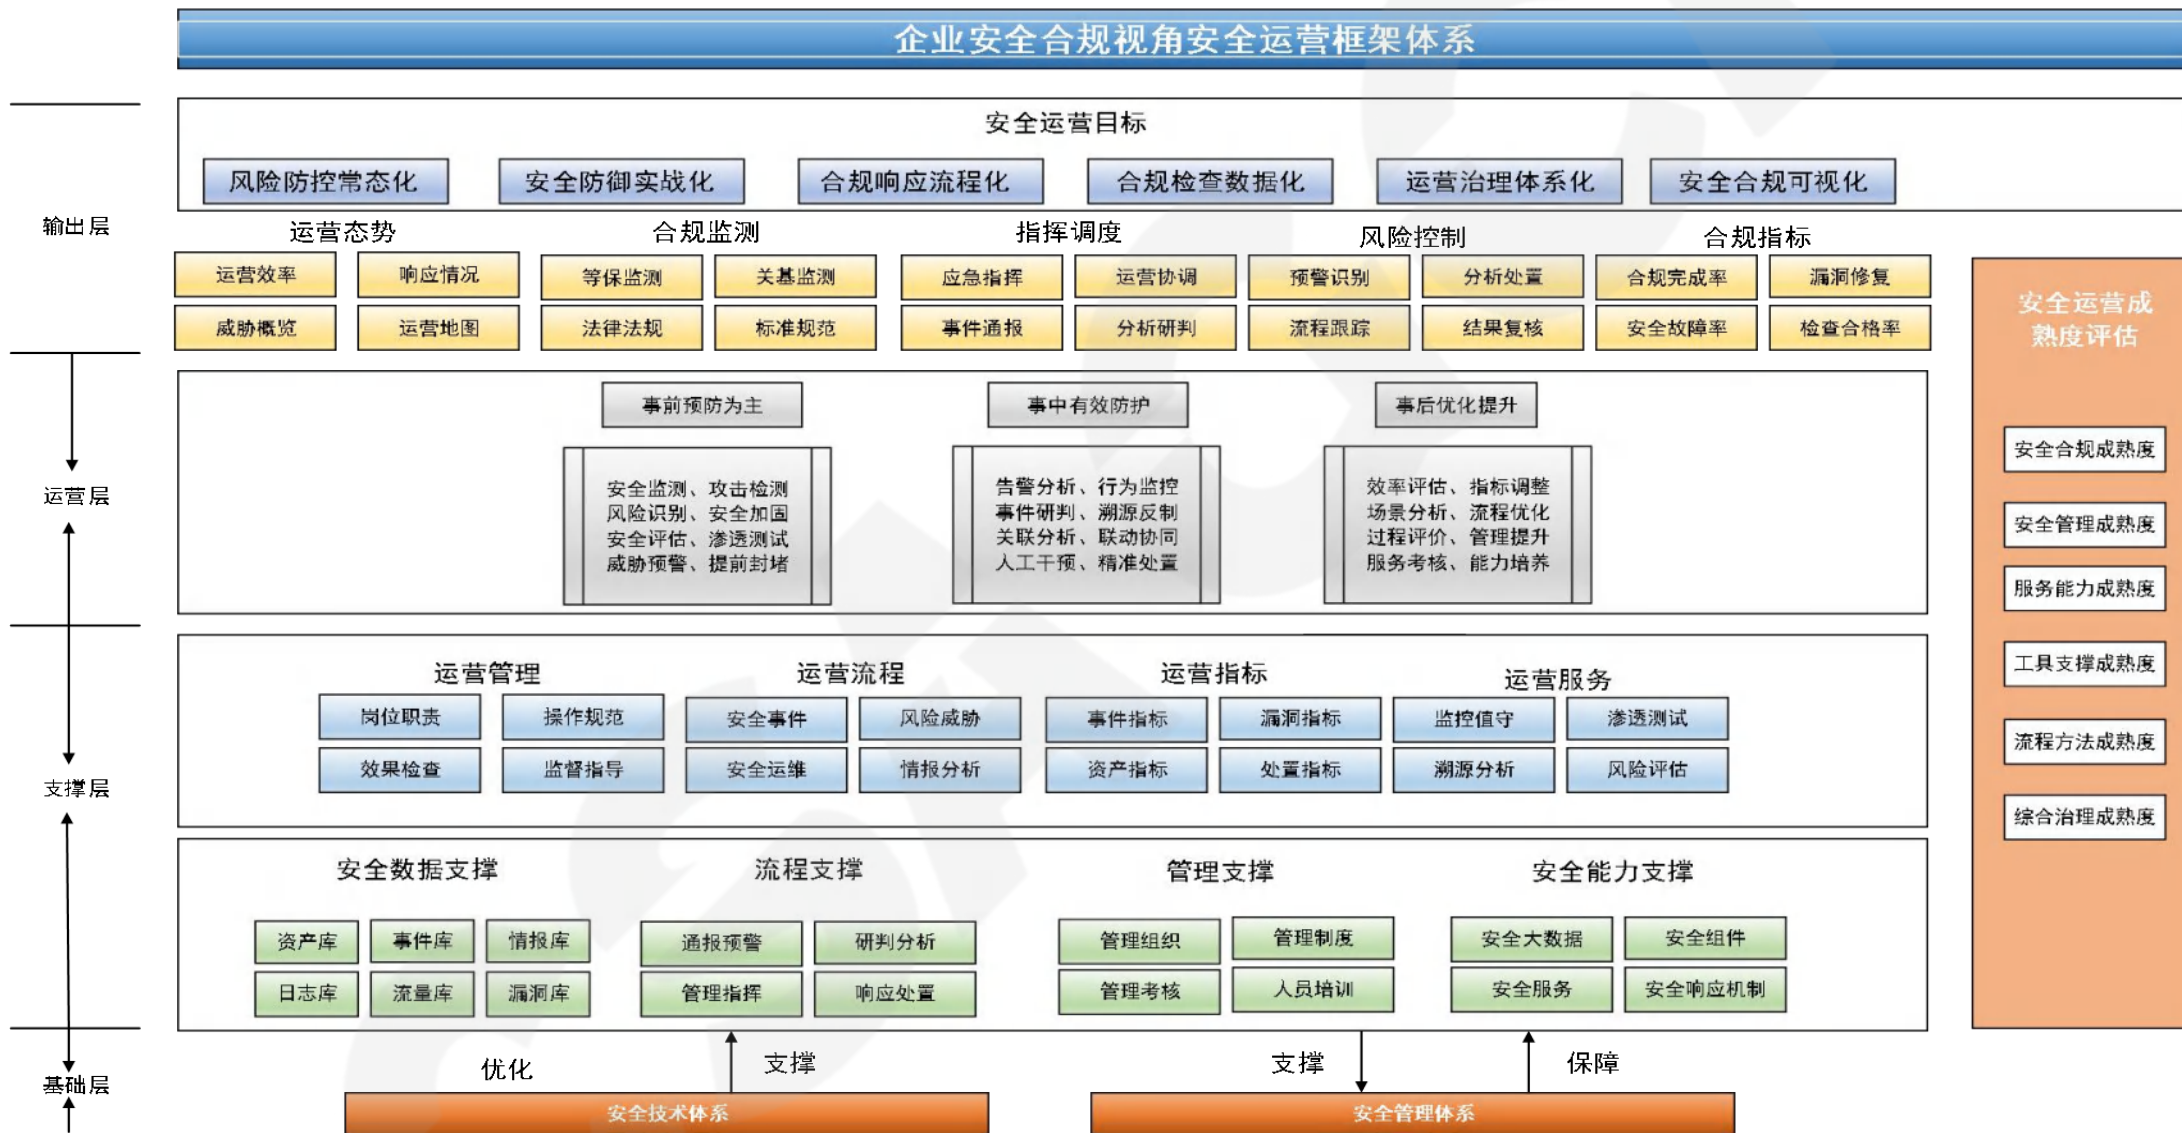 企业安全合规视角安全运营框架体系
安全运营目标
风险防控常态化 安全防御实战化 合规响应流程化 合规检查数据化 运营治理体系化 安全合规可视化
输出层
运营态势 合规监测 指挥调度 风险控制 合规指标
运营效率 响应情况 等保监测 关基监测 应急指挥 运营协调 预警识别 分析处置 合规完成率 漏洞修复
威胁概览 运营地图 法律法规 标准规范 事件通报 分析研判 流程跟踪 结果复核 安全故障率 检查合格率
安全运营成
熟度评估
安全合规成熟度
安全管理成熟度
服务能力成熟度
工具支撑成熟度
流程方法成熟度
综合治理成熟度
运营层
事前预防为主 事中有效防护 事后优化提升
安全监测、攻击检测
风险识别、安全加固
安全评估、渗透测试
威胁预警、提前封堵
告警分析、行为监控
事件研判、溯源反制
关联分析、联动协同
人工干预、精准处置
效率评估、指标调整
场景分析、流程优化
过程评价、管理提升
服务考核、能力培养
支撑层
运营管理 运营流程 运营指标 运营服务
岗位职责 操作规范 安全事件 风险威胁 事件指标 漏洞指标 监控值守 渗透测试
效果检查 监督指导 安全运维 情报分析 资产指标 处置指标 溯源分析 风险评估
安全数据支撑 流程支撑 管理支撑 安全能力支撑
资产库 事件库 情报库 通报预警 研判分析 管理组织 管理制度 安全大数据 安全组件
日志库 流量库 漏洞库 管理指挥 响应处置 管理考核 人员培训 安全服务 安全响应机制
基础层
优化 支撑 支撑 保障
安全技术体系 安全管理体系